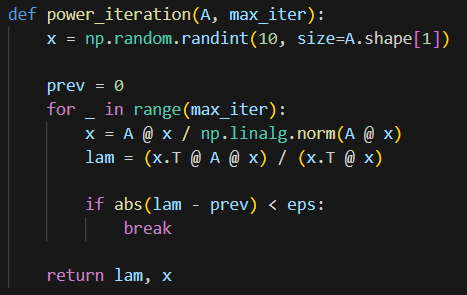 def power_iteration(A, max_iter):
    x = np.random.randint(10, size=A.shape[1])

    prev = 0
    for _ in range(max_iter):
        x = A @ x / np.linalg.norm(A @ x)
        lam = (x.T @ A @ x) / (x.T @ x)

        if abs(lam - prev) < eps:
            break

    return lam, x